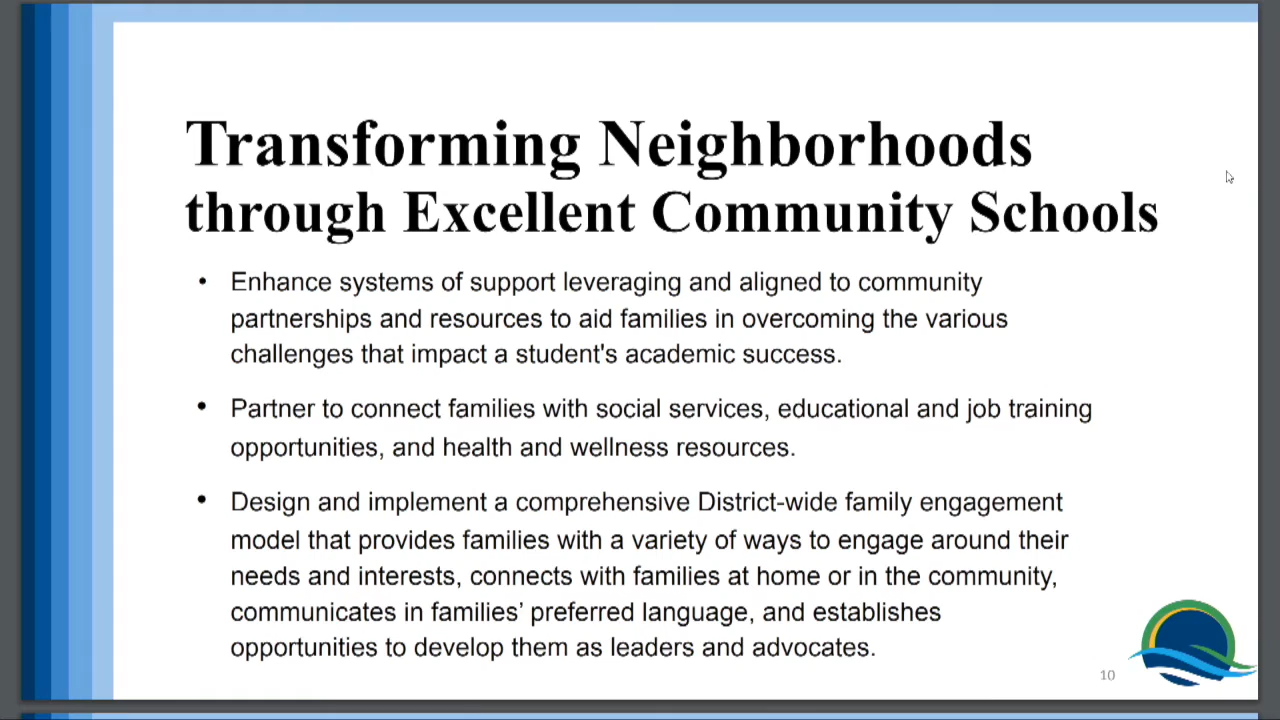 Transforming Neighborhoods
through Excellent Community Schools
• Enhance systems of support leveraging and aligned to community
partnerships and resources to aid families in overcoming the various
challenges that impact a student's academic success.
• Partner to connect families with social services, educational and job training
opportunities, and health and wellness resources.
• Design and implement a comprehensive District-wide family engagement
model that provides families with a variety of ways to engage around their
needs and interests, connects with families at home or in the community,
communicates in families’ preferred language, and establishes
opportunities to develop them as leaders and advocates.
10